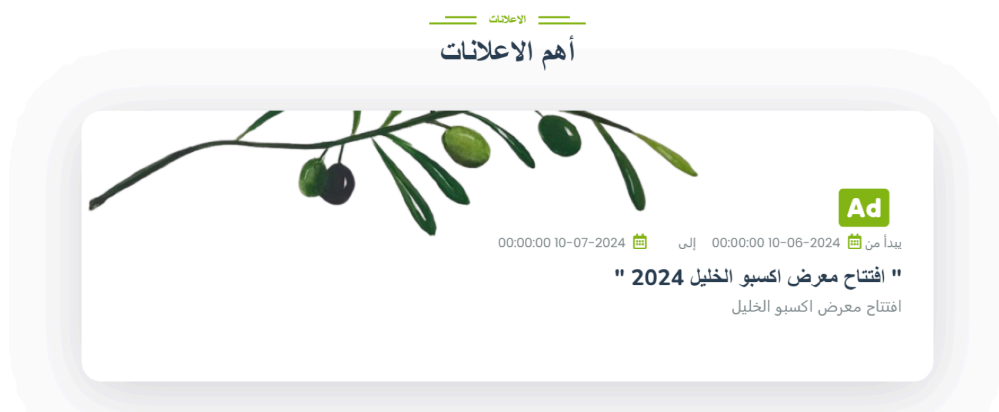 الاعلانات
أهم الاعلانات
Ad
يبدأ من 10-06-2024 00:00:00 إلى 10-07-2024 00:00:00
" افتتاح معرض اكسبو الخليل 2024 "
افتتاح معرض اكسبو الخليل